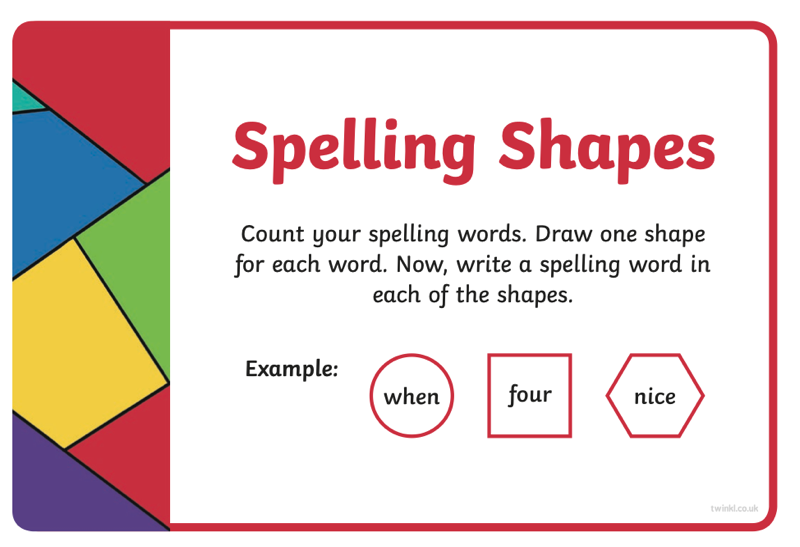 Spelling Shapes
Count your spelling words. Draw one shape
for each word. Now, write a spelling word in
each of the shapes.
Example:
when
four
nice
twinkl.co.uk